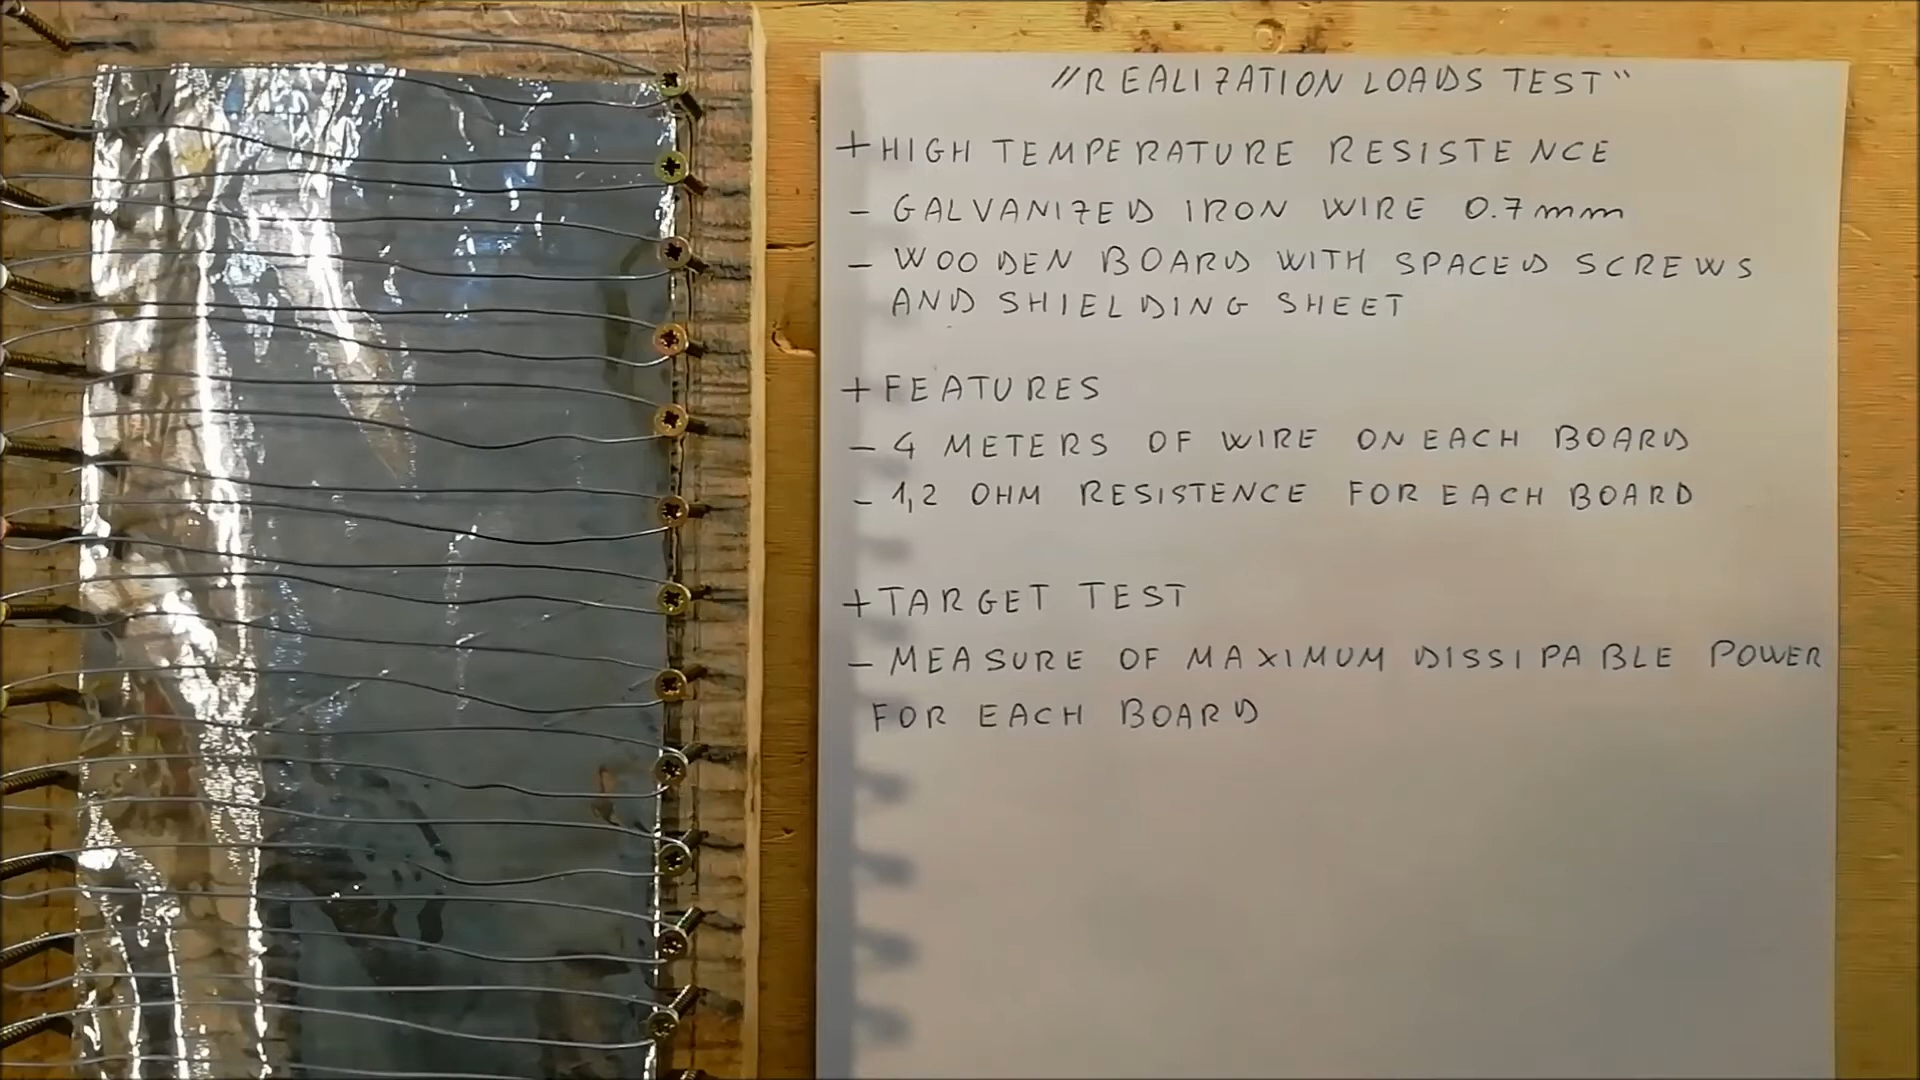 "REALIZATION LOADS TEST"
+ HIGH TEMPERATURE RESISTENCE
- GALVANIZED IRON WIRE 0.7mm
- WOODEN BOARD WITH SPACED SCREWS
AND SHIELDING SHEET
+ FEATURES
- 4 METERS OF WIRE ON EACH BOARD
- 1,2 OHM RESISTENCE FOR EACH BOARD
+ TARGET TEST
- MEASURE OF MAXIMUM DISSIPABLE POWER
FOR EACH BOARD